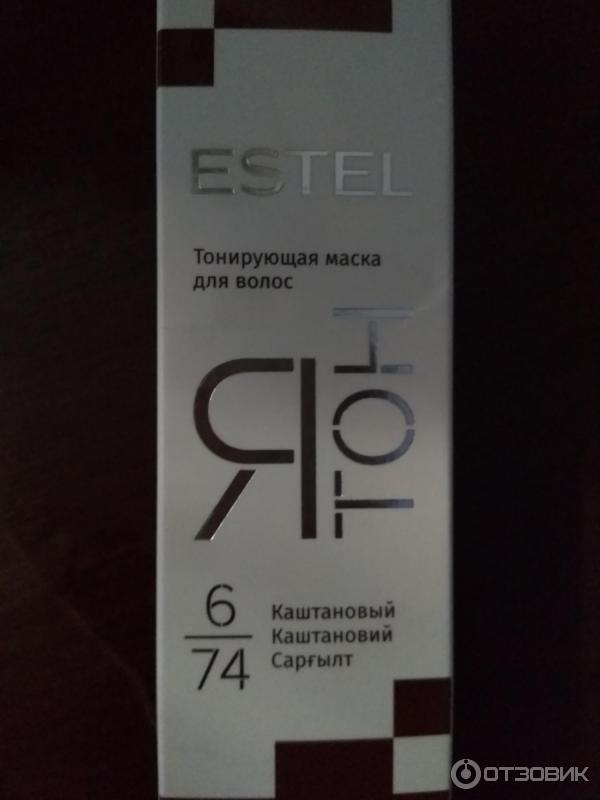 ESTEL
Тонирующая маска
для волос
Я
ТОН
6
74
Каштановый
Каштановий
Сарғылт
ОТЗОВИК